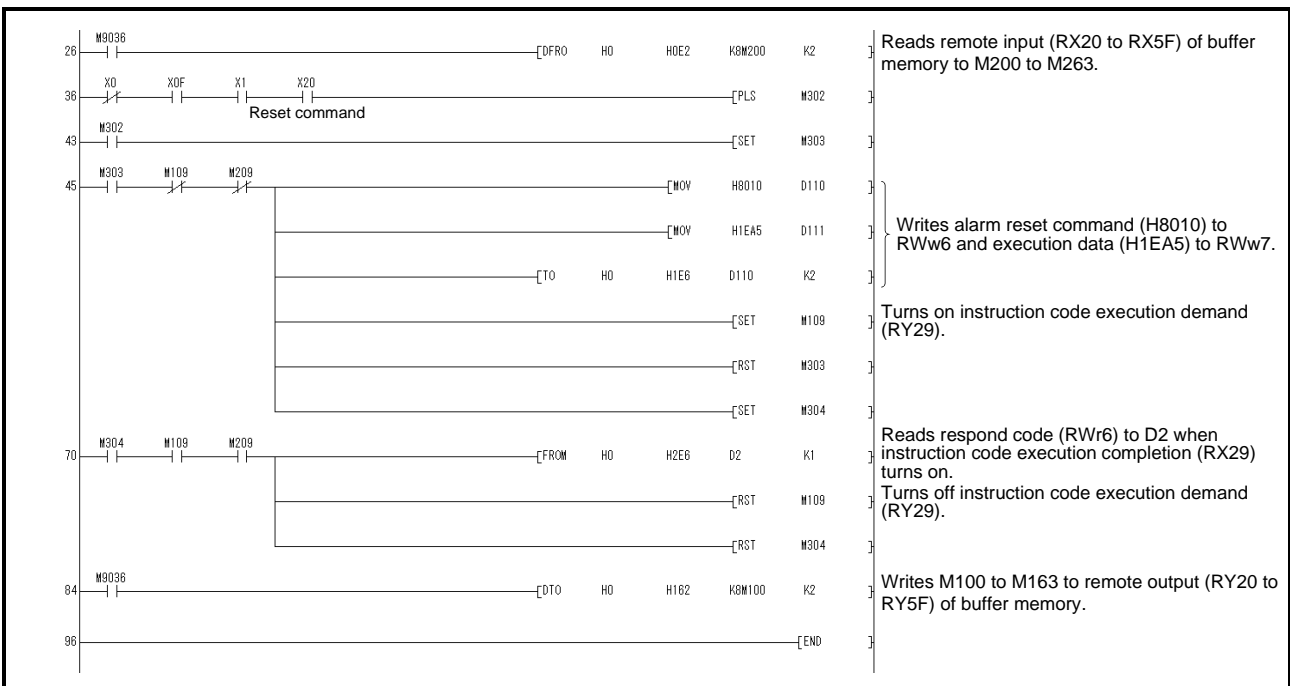 M9036
26 [DFRO H0 H0E2 K8M200 K2 ]
Reads remote input (RX20 to RX5F) of buffer
memory to M200 to M263.
X0 X0F X1 X20
36 [PLS M302 ]
Reset command
M302
43 [SET M303 ]
M303 M109 M209
45 [MOV H8010 D110 ]
[MOV H1EA5 D111 ]
Writes alarm reset command (H8010) to
RWw6 and execution data (H1EA5) to RWw7.
[TO H0 H1E6 D110 K2 ]
[SET M109 ]
Turns on instruction code execution demand
(RY29).
[RST M303 ]
[SET M304 ]
M304 M109 M209
70 [FROM H0 H2E6 D2 K1 ]
Reads respond code (RWr6) to D2 when
instruction code execution completion (RX29)
turns on.
[RST M109 ]
Turns off instruction code execution demand
(RY29).
[RST M304 ]
M9036
84 [DTO H0 H162 K8M100 K2 ]
Writes M100 to M163 to remote output (RY20 to
RY5F) of buffer memory.
96 [END ]